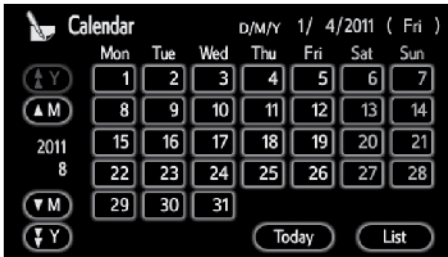 Calendar D/M/Y 1/ 4/2011 ( Fri )
Mon Tue Wed Thu Fri Sat Sun
Y 1 2 3 4 5 6 7
M 8 9 10 11 12 13 14
2011 15 16 17 18 19 20 21
8 22 23 24 25 26 27 28
M 29 30 31
Y Today List